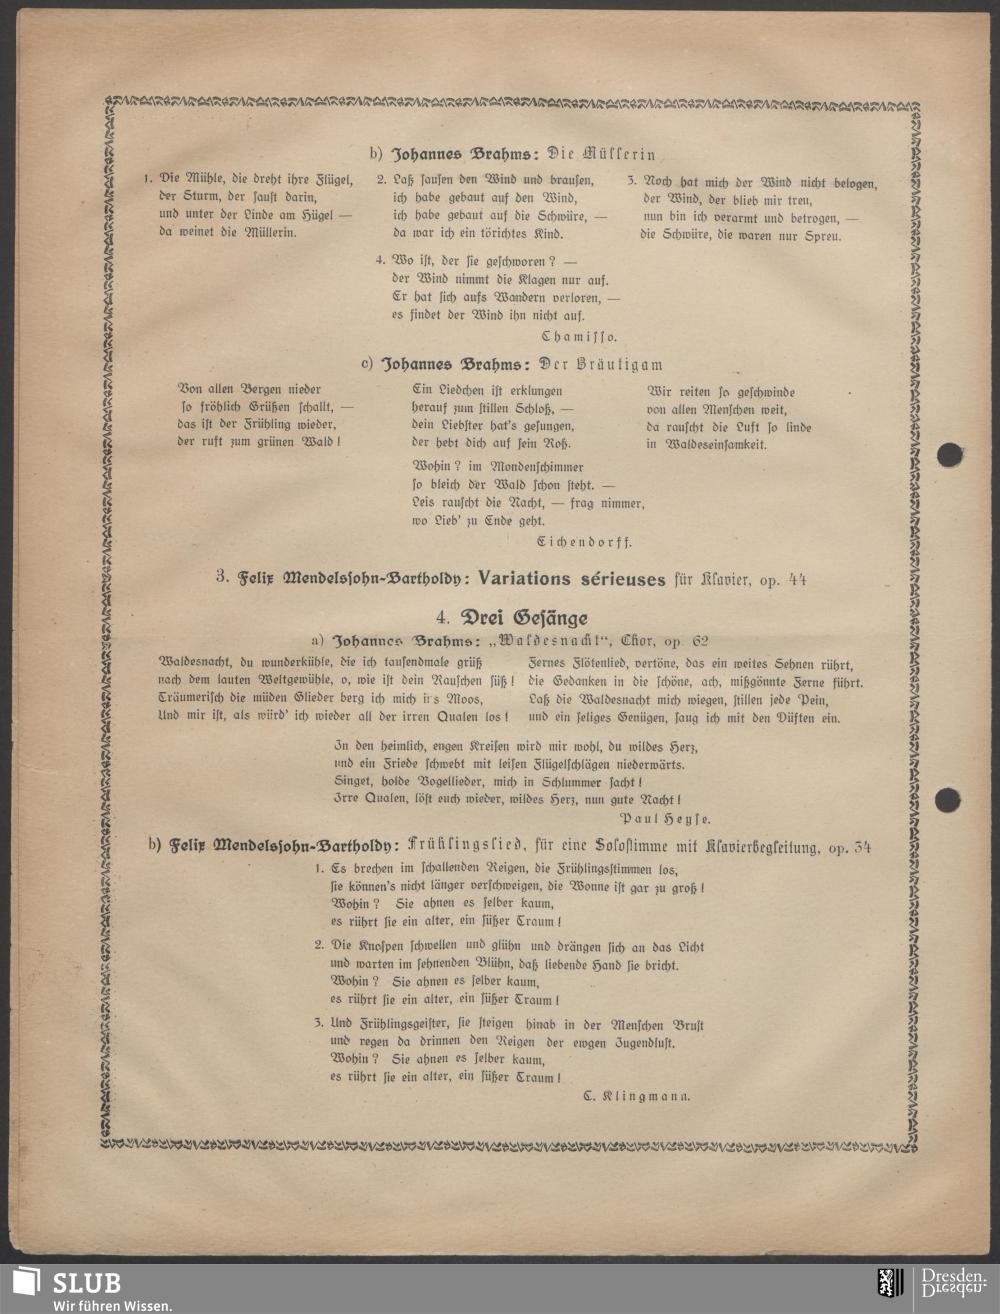 b) Johannes Brahms: Die Müllerin
1. Die Mühle, die dreht ihre Flügel,
der Sturm, der ſauſt darin,
und unter der Linde am Hügel —
da weinet die Müllerin.
2. Laß ſauſen den Wind und brauſen,
ich habe gebaut auf den Wind,
ich habe gebaut auf die Schwüre, —
da war ich ein törichtes Kind.
3. Noch hat mich der Wind nicht belogen,
der Wind, der blieb mir treu,
nun bin ich verarmt und betrogen, —
die Schwüre, die waren nur Spreu.
4. Wo iſt, der ſie geſchworen? —
der Wind nimmt die Klagen nur auf.
Er hat ſich aufs Wandern verloren, —
es findet der Wind ihn nicht auf.
Chamiſſo.
c) Johannes Brahms: Der Bräutigam
Von allen Bergen nieder
ſo fröhlich Grüßen ſchallt, —
das iſt der Frühling wieder,
der ruft zum grünen Wald!
Ein Liedchen iſt erklungen
herauf zum ſtillen Schloß, —
dein Liebſter hat's geſungen,
der hebt dich auf ſein Roß.
Wir reiten ſo geſchwinde
von allen Menſchen weit,
da rauſcht die Luft ſo linde
in Waldeseinſamkeit.
Wohin? im Mondenſchimmer
ſo bleich der Wald ſchon ſteht. —
Leis rauſcht die Nacht, — frag nimmer,
wo Lieb' zu Ende geht.
Eichendorff.
3. Felix Mendelsſohn-Bartholdy: Variations sérieuses für Klavier, op. 44
4. Drei Geſänge
a) Johannes Brahms: „Waldesnacht“, Chor, op. 62
Waldesnacht, du wunderkühle, die ich tauſendmale grüß
nach dem lauten Weltgewühle, o, wie iſt dein Rauſchen ſüß!
Träumeriſch die müden Glieder berg ich mich ins Moos,
Und mir iſt, als würd' ich wieder all der irren Qualen los!
Fernes Flötenlied, vertöne, das ein weites Sehnen rührt,
die Gedanken in die ſchöne, ach, mißgönnte Ferne führt.
Laß die Waldesnacht mich wiegen, ſtillen jede Pein,
und ein ſeliges Genügen, ſaug ich mit den Düften ein.
In den heimlich, engen Kreiſen wird mir wohl, du wildes Herz,
und ein Friede ſchwebt mit leiſen Flügelſchlägen niederwärts.
Singet, holde Vogellieder, mich in Schlummer ſacht!
Irre Qualen, löſt euch wieder, wildes Herz, nun gute Nacht!
Paul Heyſe.
b) Felix Mendelsſohn-Bartholdy: Frühlingslied, für eine Soloſtimme mit Klavierbegleitung, op. 34
1. Es brechen im ſchallenden Reigen, die Frühlingsſtimmen los,
ſie können's nicht länger verſchweigen, die Wonne iſt gar zu groß!
Wohin? Sie ahnen es ſelber kaum,
es rührt ſie ein alter, ein ſüßer Traum!
2. Die Knoſpen ſchwellen und glühn und drängen ſich an das Licht
und warten im ſehnenden Blühn, daß liebende Hand ſie bricht.
Wohin? Sie ahnen es ſelber kaum,
es rührt ſie ein alter, ein ſüßer Traum!
3. Und Frühlingsgeiſter, ſie ſteigen hinab in der Menſchen Bruſt
und regen da drinnen den Reigen der ewgen Jugendluſt.
Wohin? Sie ahnen es ſelber kaum,
es rührt ſie ein alter, ein ſüßer Traum!
C. Klingmann.
SLUB
Wir führen Wissen.
Dresden.
Dresden.